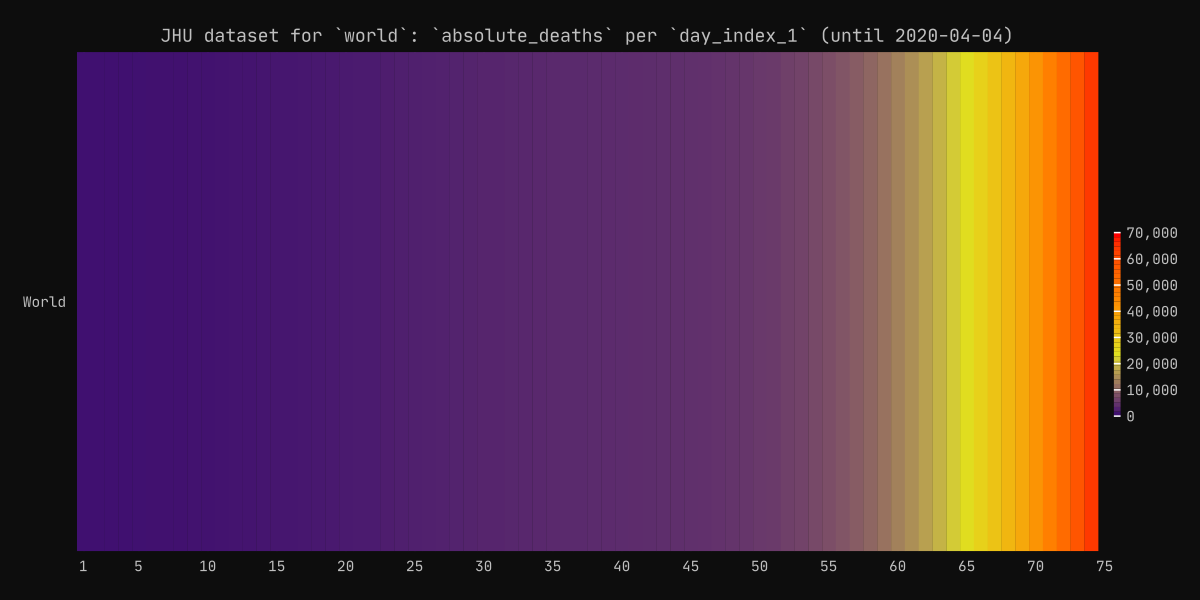 JHU dataset for `world`: `absolute_deaths` per `day_index_1` (until 2020-04-04)
World
70,000
60,000
50,000
40,000
30,000
20,000
10,000
0
1 5 10 15 20 25 30 35 40 45 50 55 60 65 70 75